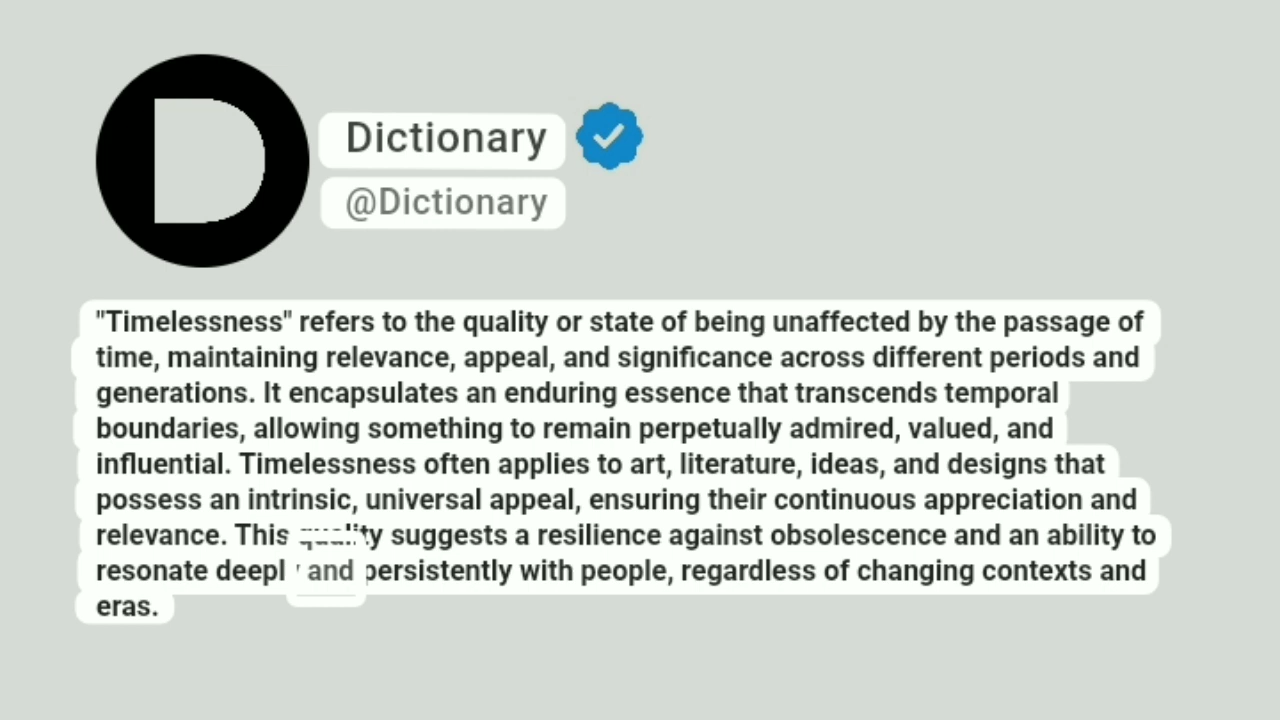 D
Dictionary
@Dictionary
"Timelessness" refers to the quality or state of being unaffected by the passage of
time, maintaining relevance, appeal, and significance across different periods and
generations. It encapsulates an enduring essence that transcends temporal
boundaries, allowing something to remain perpetually admired, valued, and
influential. Timelessness often applies to art, literature, ideas, and designs that
possess an intrinsic, universal appeal, ensuring their continuous appreciation and
relevance. This quality suggests a resilience against obsolescence and an ability to
resonate deeply and persistently with people, regardless of changing contexts and
eras.